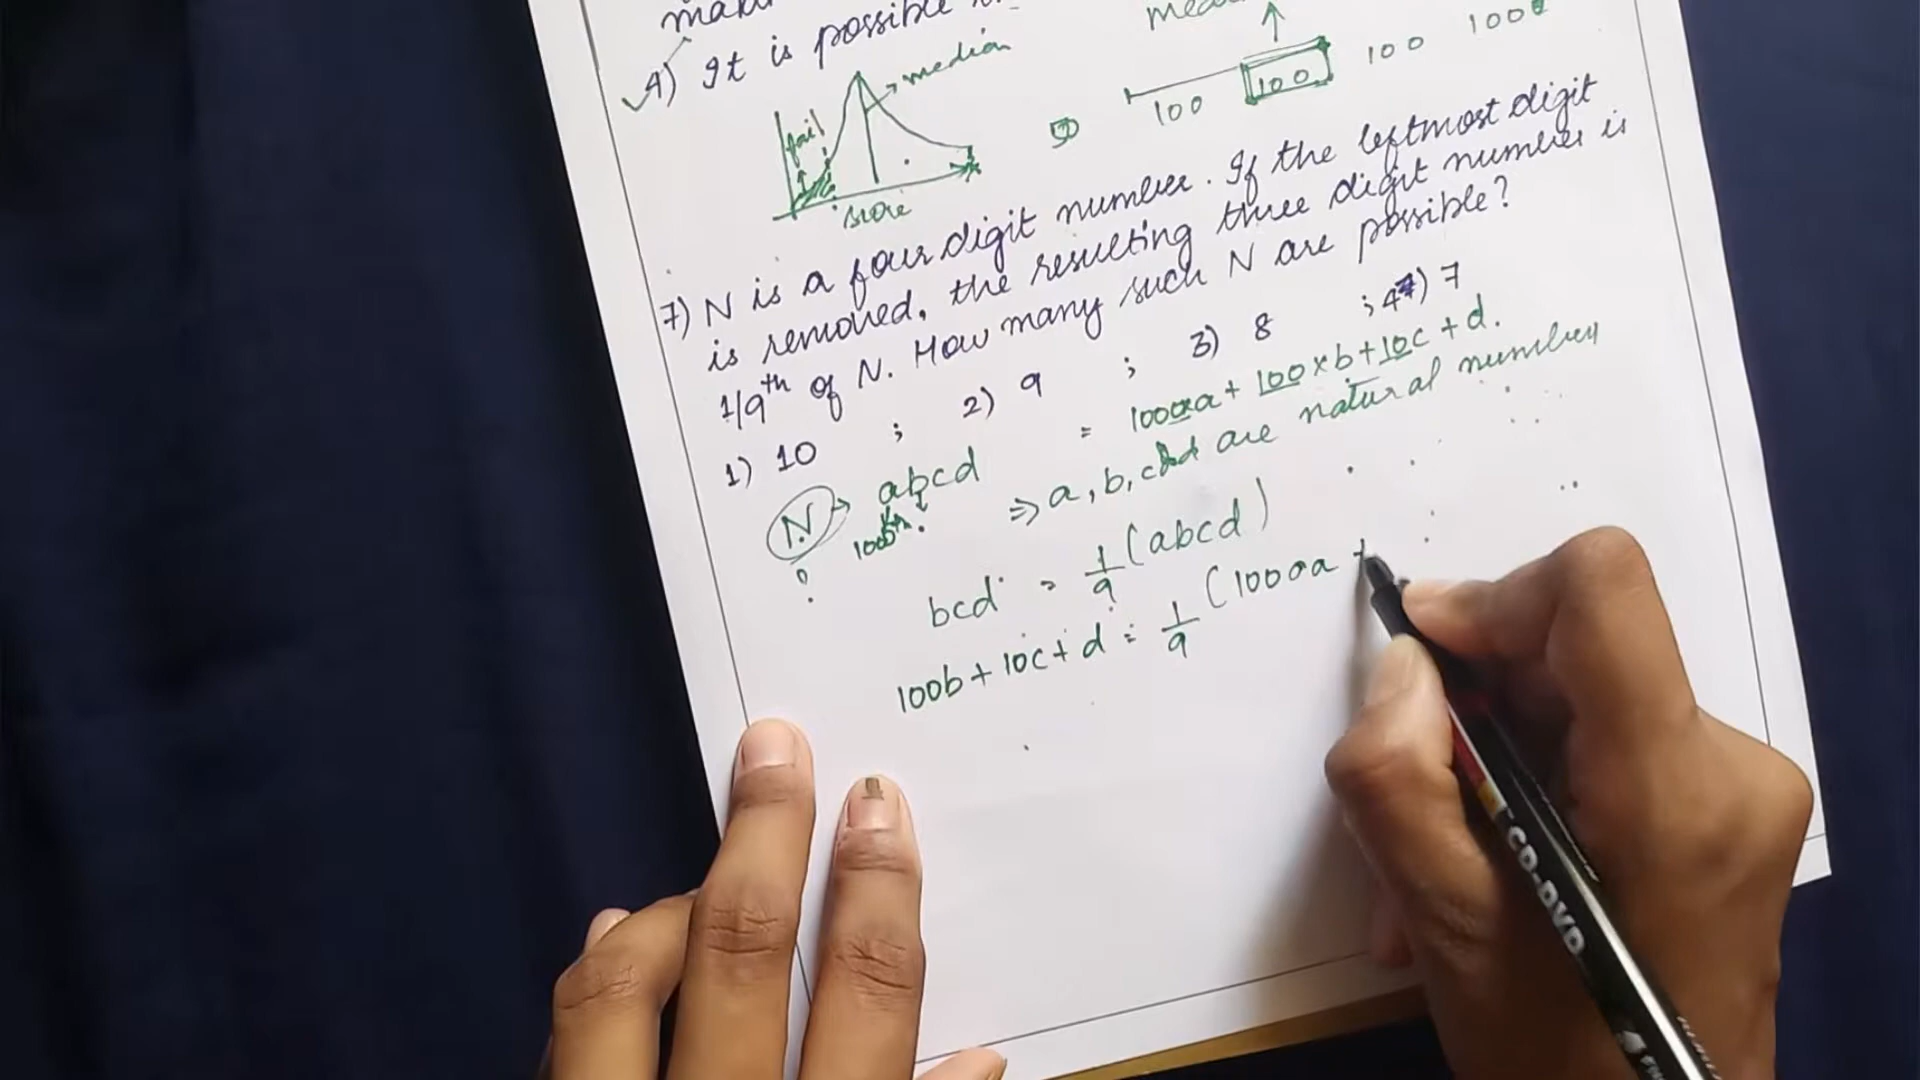 A) It is possible
median
fail
score
100 100 100 100
7) N is a four digit number. If the leftmost digit
is removed, the resulting three digit number is
1/9th of N. How many such N are possible?
1) 10 ; 2) 9 ; 3) 8 ; 4) 7
N → abcd = 1000a + 100×b + 10c + d.
⇒ a, b, c are natural number
bcd = 1/9 (abcd)
100b + 10c + d = 1/9 (1000a +
CD-DVD